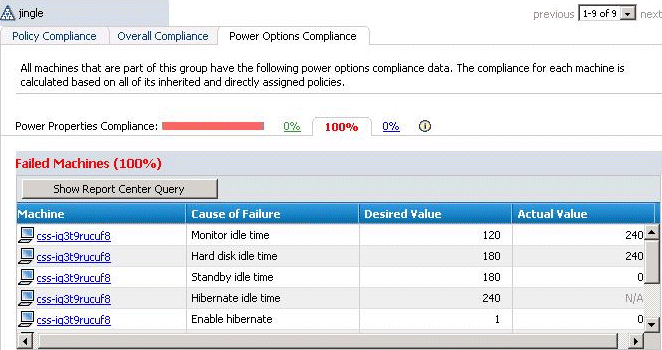 jingle
previous 1-9 of 9 next
Policy Compliance Overall Compliance Power Options Compliance
All machines that are part of this group have the following power options compliance data. The compliance for each machine is
calculated based on all of its inherited and directly assigned policies.
Power Properties Compliance: 0% 100% 0%
Failed Machines (100%)
Show Report Center Query
Machine Cause of Failure Desired Value Actual Value
css-iq3t9rucuf8 Monitor idle time 120 240
css-iq3t9rucuf8 Hard disk idle time 180 240
css-iq3t9rucuf8 Standby idle time 180 0
css-iq3t9rucuf8 Hibernate idle time 240 N/A
css-iq3t9rucuf8 Enable hibernate 1 0